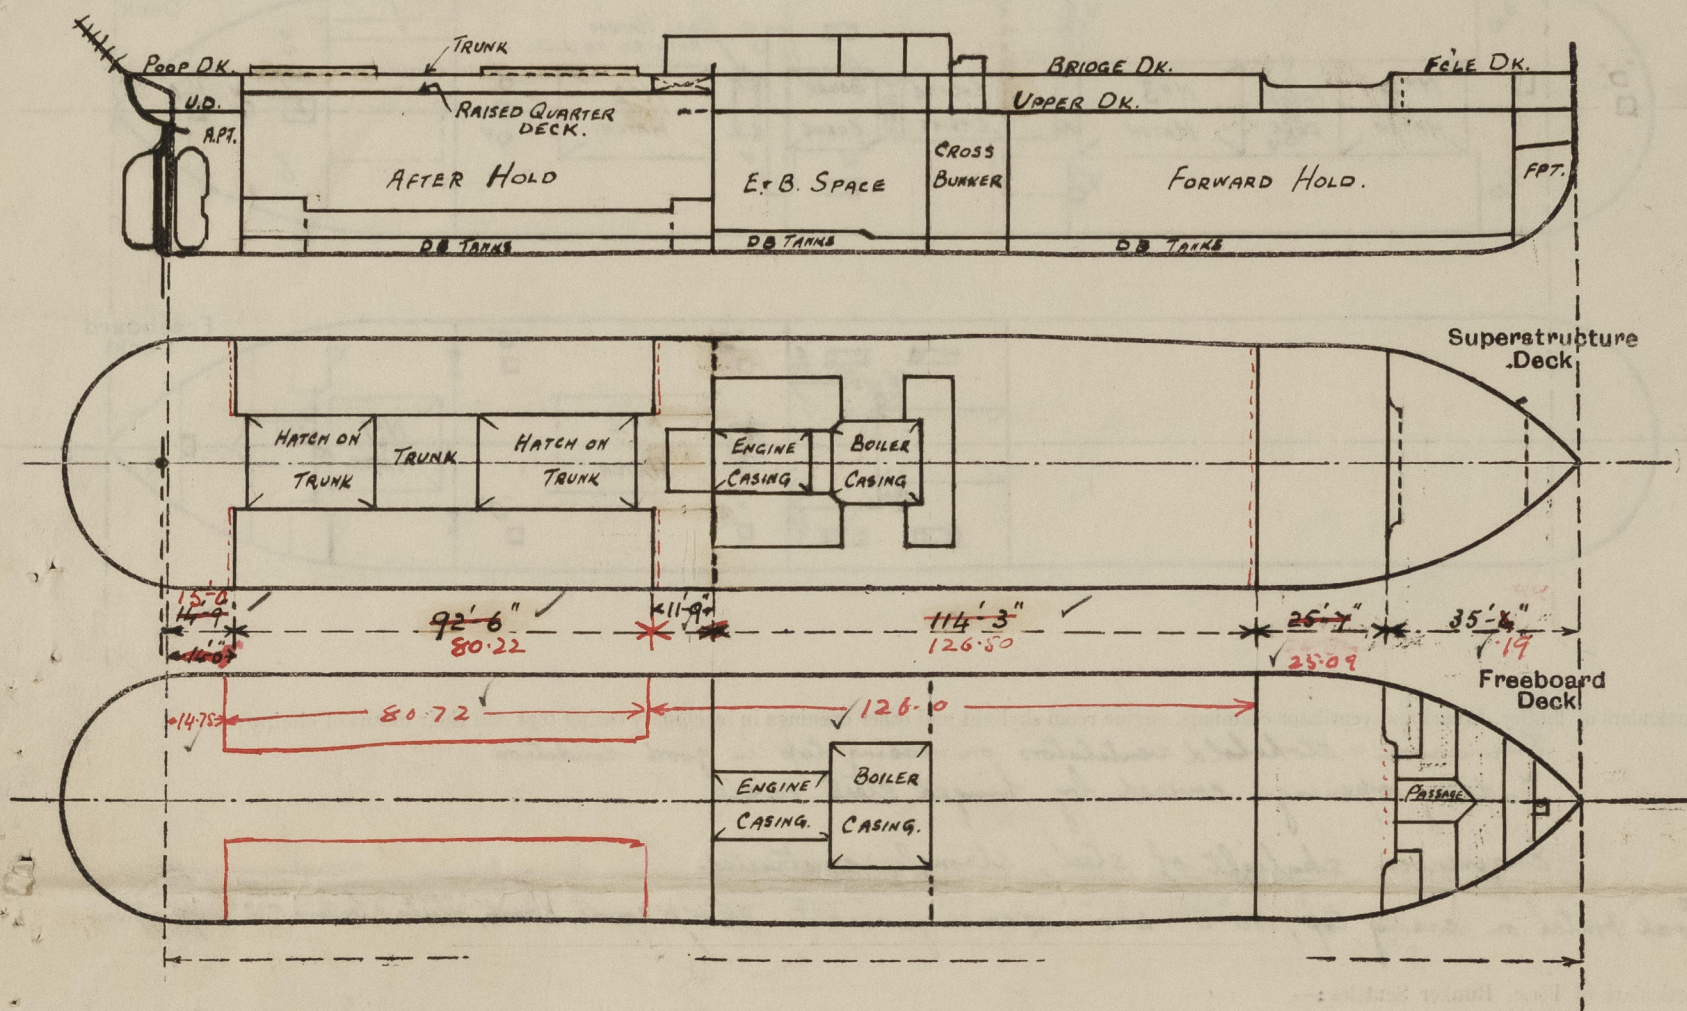 TRUNK
POOP DK.
BRIDGE DK.
FC'LE DK.
U.D.
RAISED QUARTER
DECK.
UPPER DK.
A.P.T.
AFTER HOLD
E. & B. SPACE
CROSS
BUNKER
FORWARD HOLD.
F.P.T.
DB TANKS
DB TANKS
DB TANKS
Superstructure
Deck
HATCH ON
TRUNK
TRUNK
HATCH ON
TRUNK
ENGINE
CASING
BOILER
CASING
15'-0
14'-9"
92'-6"
80.22
11'-9"
114'-3"
126.50
25'-7"
25.09
35'-
.19
14'-0"
Freeboard
Deck
14.75
80.72
126.0
ENGINE
CASING.
BOILER
CASING.
PASSAGE